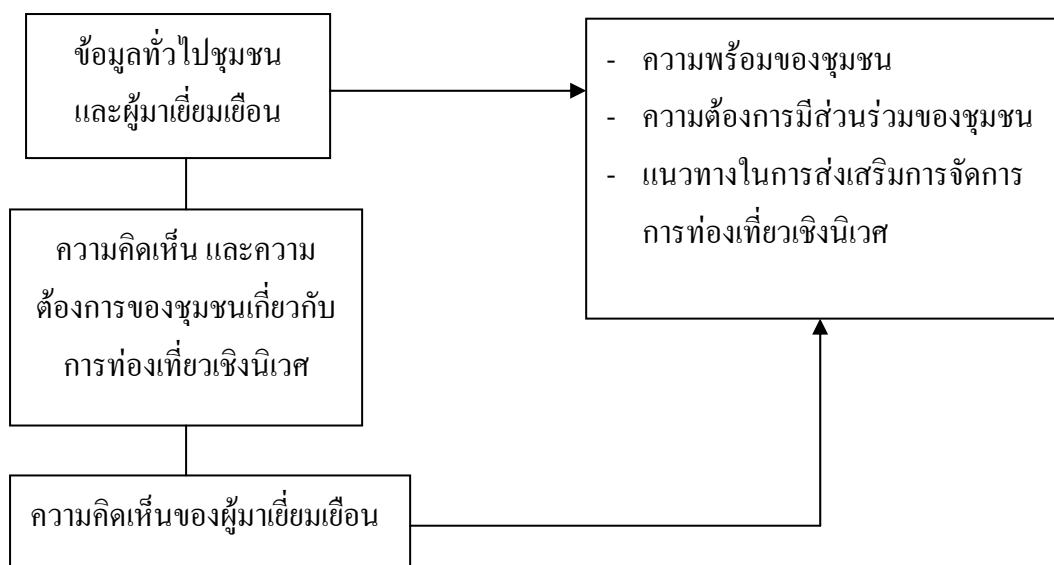 ข้อมูลทั่วไปชุมชน
และผู้มาเยี่ยมเยือน
ความคิดเห็น และความ
ต้องการของชุมชนเกี่ยวกับ
การท่องเที่ยวเชิงนิเวศ
ความคิดเห็นของผู้มาเยี่ยมเยือน
- ความพร้อมของชุมชน
- ความต้องการมีส่วนร่วมของชุมชน
- แนวทางในการส่งเสริมการจัดการ
การท่องเที่ยวเชิงนิเวศ